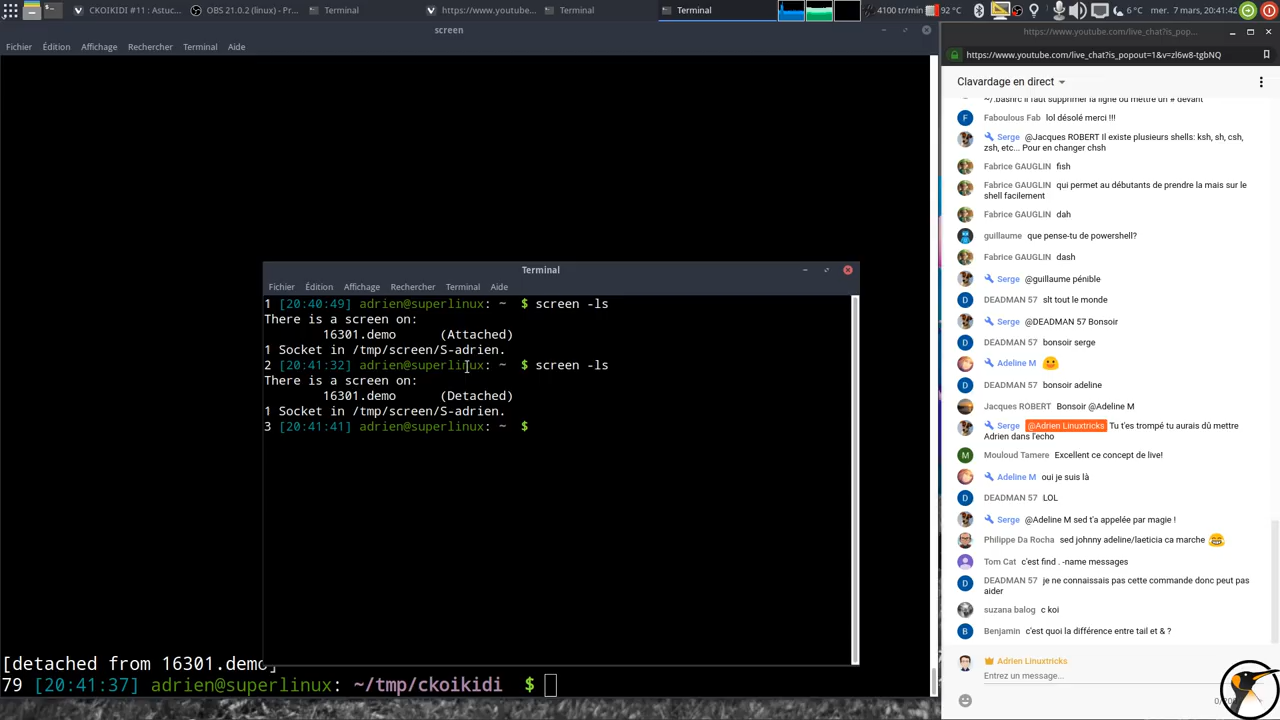 CKOIKIDI #11: Astuc...
OBS 21.0.2 (linux) - Pr...
Terminal
https://www.youtube...
Terminal
Terminal
4100 tr/min
92 °C
6 °C
mer. 7 mars, 20:41:42
screen
Fichier Édition Affichage Rechercher Terminal Aide
Terminal
Fichier Édition Affichage Rechercher Terminal Aide
1 [20:40:49] adrien@superlinux: ~ $ screen -ls
There is a screen on:
16301.demo (Attached)
Socket in /tmp/screen/S-adrien.
2 [20:41:12] adrien@superlinux: ~ $ screen -ls
There is a screen on:
16301.demo (Detached)
Socket in /tmp/screen/S-adrien.
3 [20:41:41] adrien@superlinux: ~ $
[detached from 16301.demo
79 [20:41:37] adrien@superlinux: /tmp/ckoikidi $
https://www.youtube.com/live_chat?is_pop...
https://www.youtube.com/live_chat?is_popout=1&v=zl6w8-tgbNQ
Clavardage en direct
~/.bashrc il faut supprimer la ligne ou mettre un # devant
F Faboulous Fab lol désolé merci !!!
Serge @Jacques ROBERT Il existe plusieurs shells: ksh, sh, csh,
zsh, etc... Pour en changer chsh
Fabrice GAUGLIN fish
Fabrice GAUGLIN qui permet au débutants de prendre la mais sur le
shell facilement
Fabrice GAUGLIN dah
guillaume que pense-tu de powershell?
Fabrice GAUGLIN dash
Serge @guillaume pénible
D DEADMAN 57 slt tout le monde
Serge @DEADMAN 57 Bonsoir
D DEADMAN 57 bonsoir serge
Adeline M
D DEADMAN 57 bonsoir adeline
Jacques ROBERT Bonsoir @Adeline M
Serge @Adrien Linuxtricks Tu t'es trompé tu aurais dû mettre
Adrien dans l'echo
M Mouloud Tamere Excellent ce concept de live!
Adeline M oui je suis là
D DEADMAN 57 LOL
Serge @Adeline M sed t'a appelée par magie !
Philippe Da Rocha sed johnny adeline/laeticia ca marche
Tom Cat c'est find . -name messages
D DEADMAN 57 je ne connaissais pas cette commande donc peut pas
aider
suzana balog c koi
B Benjamin c'est quoi la différence entre tail et & ?
Adrien Linuxtricks
Entrez un message...